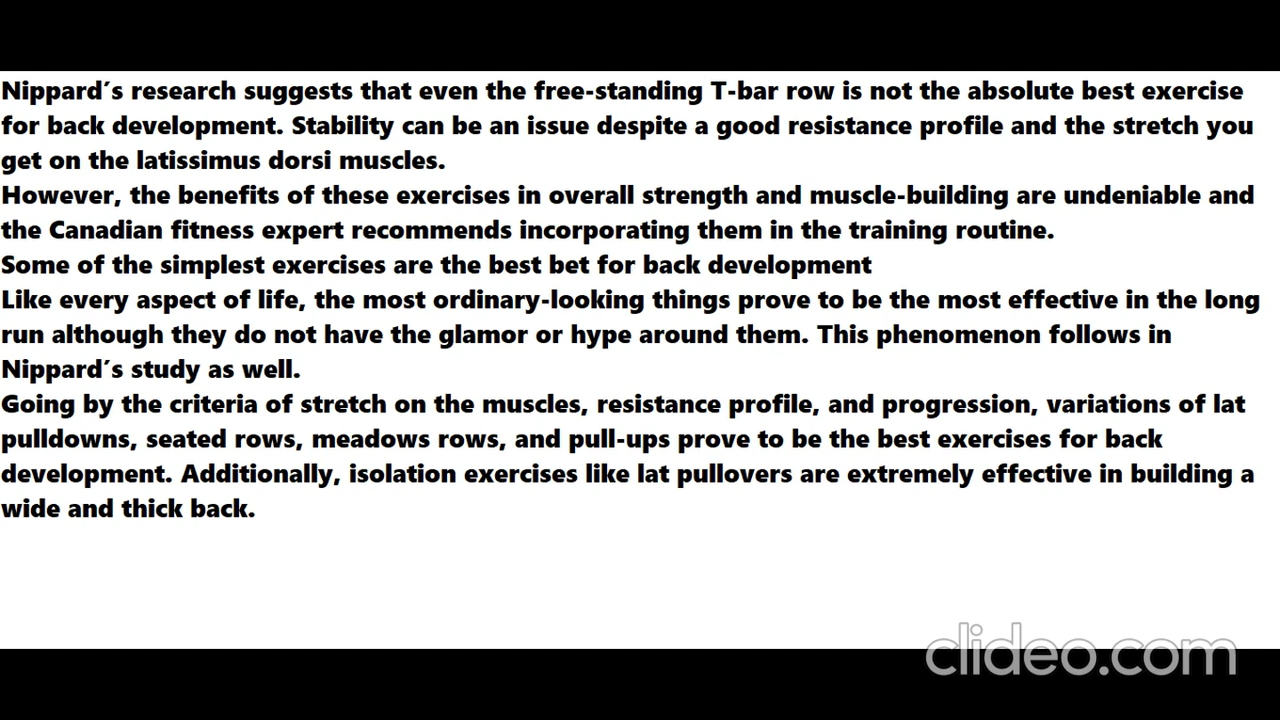 Nippard´s research suggests that even the free-standing T-bar row is not the absolute best exercise
for back development. Stability can be an issue despite a good resistance profile and the stretch you
get on the latissimus dorsi muscles.
However, the benefits of these exercises in overall strength and muscle-building are undeniable and
the Canadian fitness expert recommends incorporating them in the training routine.
Some of the simplest exercises are the best bet for back development
Like every aspect of life, the most ordinary-looking things prove to be the most effective in the long
run although they do not have the glamor or hype around them. This phenomenon follows in
Nippard´s study as well.
Going by the criteria of stretch on the muscles, resistance profile, and progression, variations of lat
pulldowns, seated rows, meadows rows, and pull-ups prove to be the best exercises for back
development. Additionally, isolation exercises like lat pullovers are extremely effective in building a
wide and thick back.
clideo.com